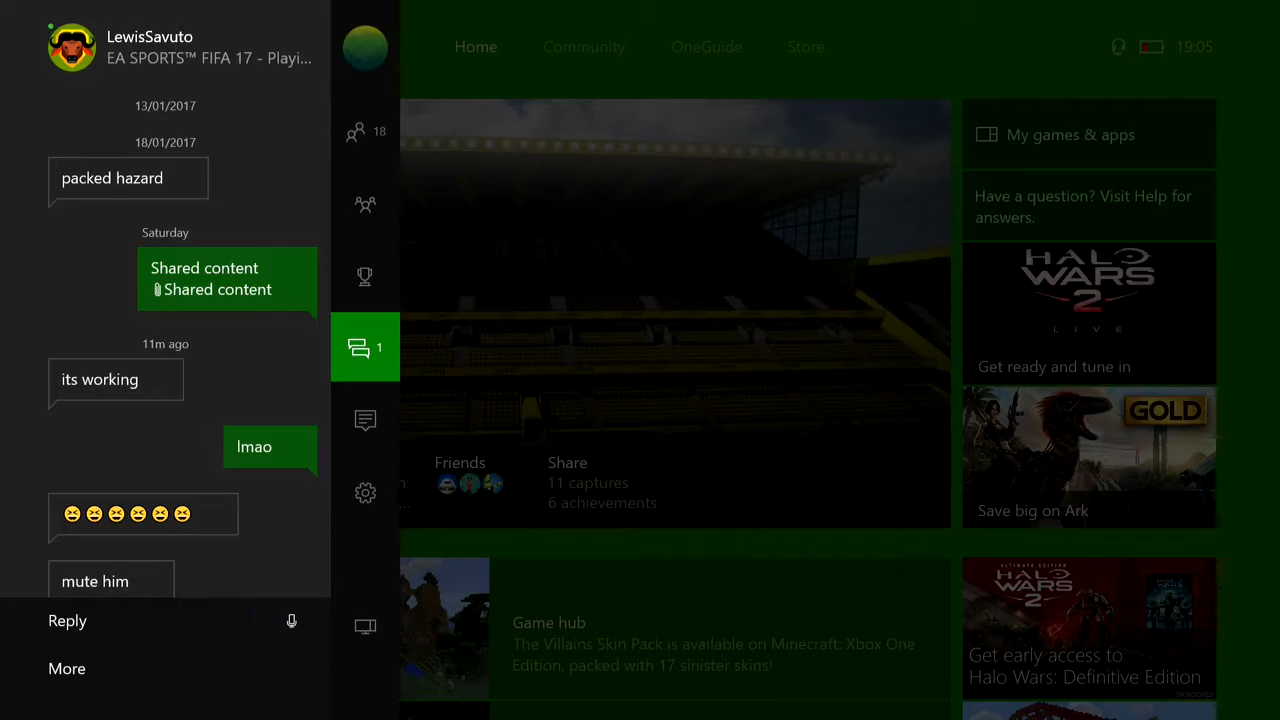 LewisSavuto
EA SPORTS™ FIFA 17 - Playi...
13/01/2017
18/01/2017
packed hazard
Saturday
Shared content
Shared content
11m ago
its working
lmao
😆😆😆😆😆😆
mute him
Reply
More
18
1
Home Community OneGuide Store
19:05
My games & apps
Have a question? Visit Help for
answers.
HALO
WARS
2
LIVE
Get ready and tune in
GOLD
Save big on Ark
Friends
Share
11 captures
6 achievements
Game hub
The Villains Skin Pack is available on Minecraft: Xbox One
Edition, packed with 17 sinister skins!
ULTIMATE EDITION
HALO
WARS
2
Get early access to
Halo Wars: Definitive Edition
SPONSORED